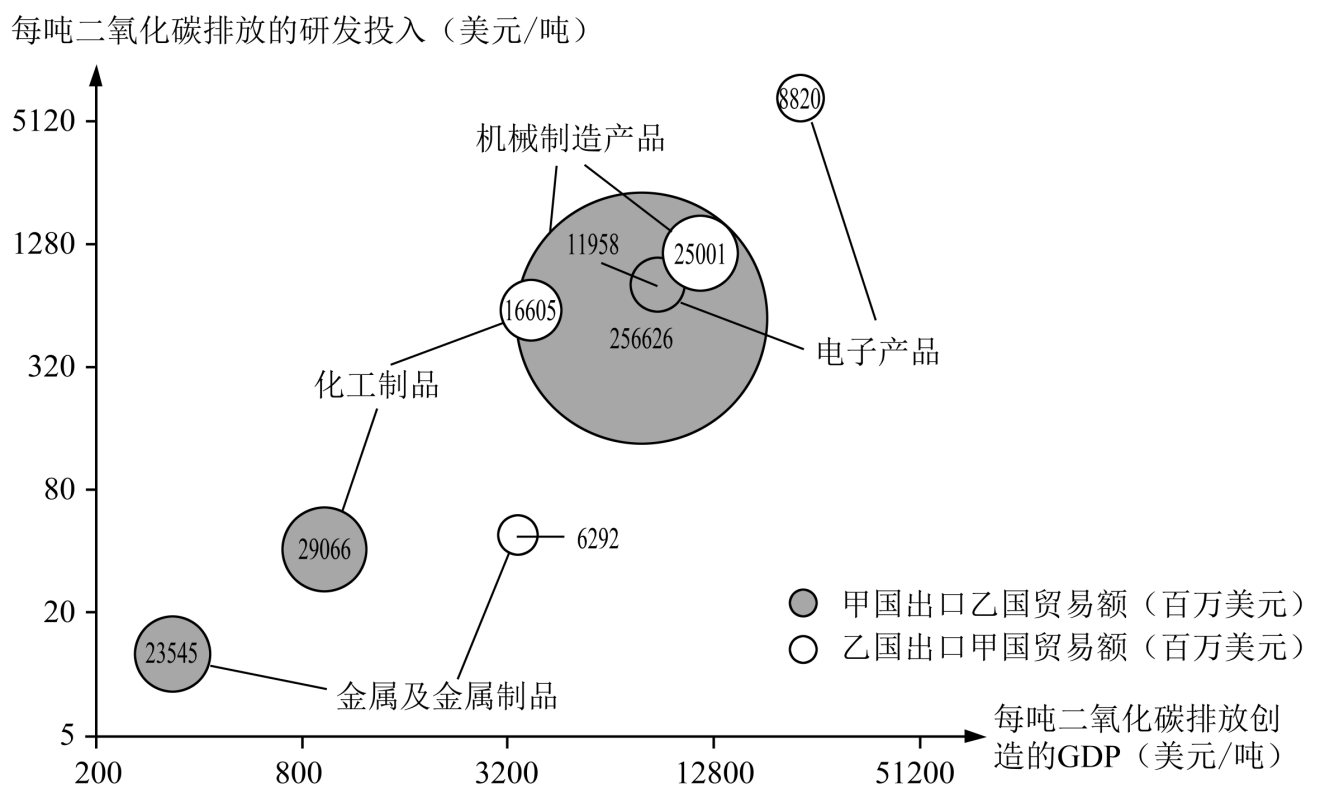 每吨二氧化碳排放的研发投入（美元/吨）
5120
8820
机械制造产品
1280
11958
25001
16605
256626
320
电子产品
化工制品
80
29066
6292
20
甲国出口乙国贸易额（百万美元）
23545
乙国出口甲国贸易额（百万美元）
金属及金属制品
5
每吨二氧化碳排放创
造的GDP（美元/吨）
200
800
3200
12800
51200